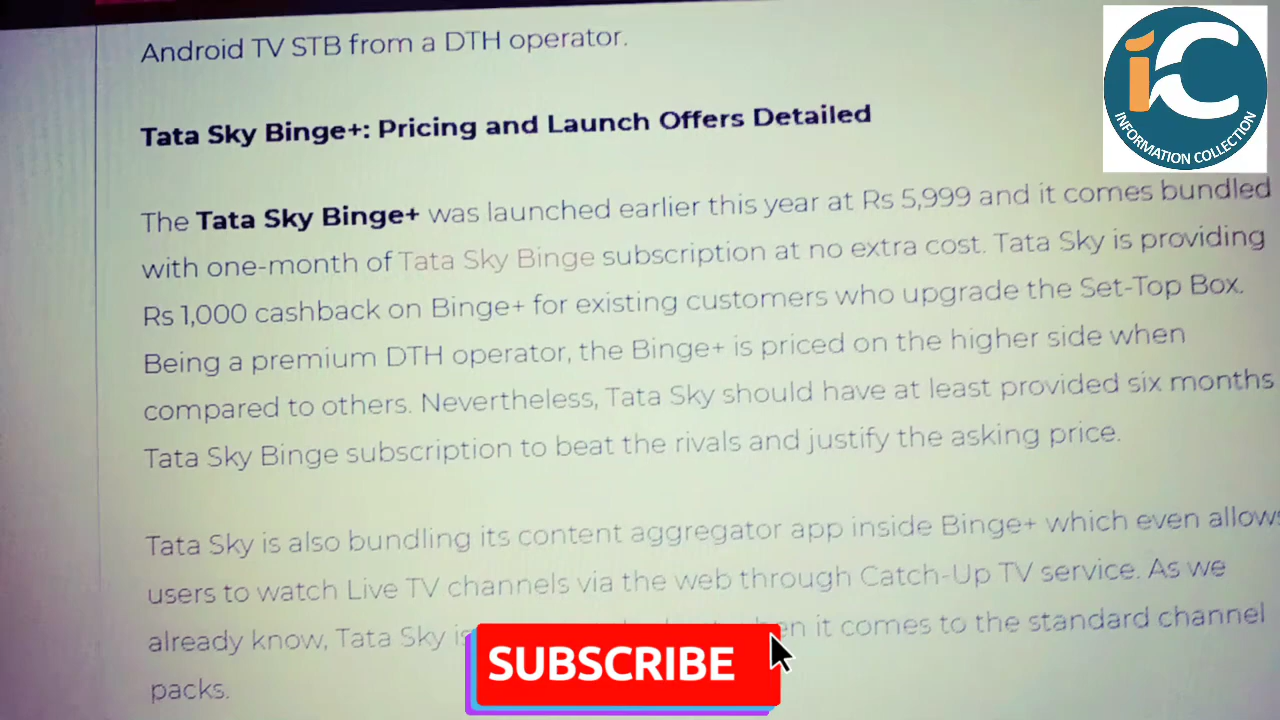 Android TV STB from a DTH operator.
Tata Sky Binge+: Pricing and Launch Offers Detailed
The Tata Sky Binge+ was launched earlier this year at Rs 5,999 and it comes bundled
with one-month of Tata Sky Binge subscription at no extra cost. Tata Sky is providing
Rs 1,000 cashback on Binge+ for existing customers who upgrade the Set-Top Box.
Being a premium DTH operator, the Binge+ is priced on the higher side when
compared to others. Nevertheless, Tata Sky should have at least provided six months
Tata Sky Binge subscription to beat the rivals and justify the asking price.
Tata Sky is also bundling its content aggregator app inside Binge+ which even allows
users to watch Live TV channels via the web through Catch-Up TV service. As we
already know, Tata Sky it comes to the standard channel
packs.
SUBSCRIBE
iC
INFORMATION COLLECTION